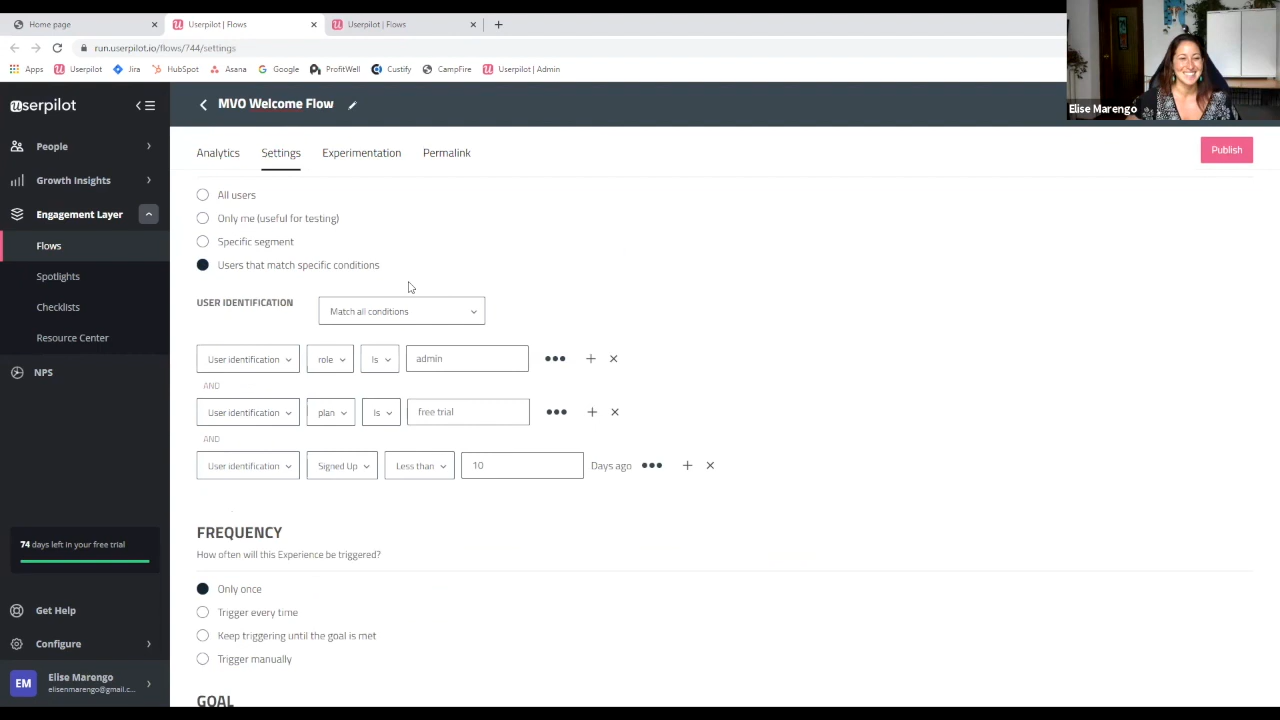 Home page
Userpilot | Flows
Userpilot | Flows
run.userpilot.io/flows/744/settings
Apps
Userpilot
Jira
HubSpot
Asana
Google
ProfitWell
Custify
CampFire
Userpilot | Admin
Elise Marengo
userpilot
MVO Welcome Flow
People
Growth Insights
Engagement Layer
Flows
Spotlights
Checklists
Resource Center
NPS
74 days left in your free trial
Get Help
Configure
EM
Elise Marengo
elisenmarengo@gmail.c...
Analytics
Settings
Experimentation
Permalink
Publish
All users
Only me (useful for testing)
Specific segment
Users that match specific conditions
USER IDENTIFICATION
Match all conditions
User identification role Is admin
AND
User identification plan Is free trial
AND
User identification Signed Up Less than 10 Days ago
FREQUENCY
How often will this Experience be triggered?
Only once
Trigger every time
Keep triggering until the goal is met
Trigger manually
GOAL